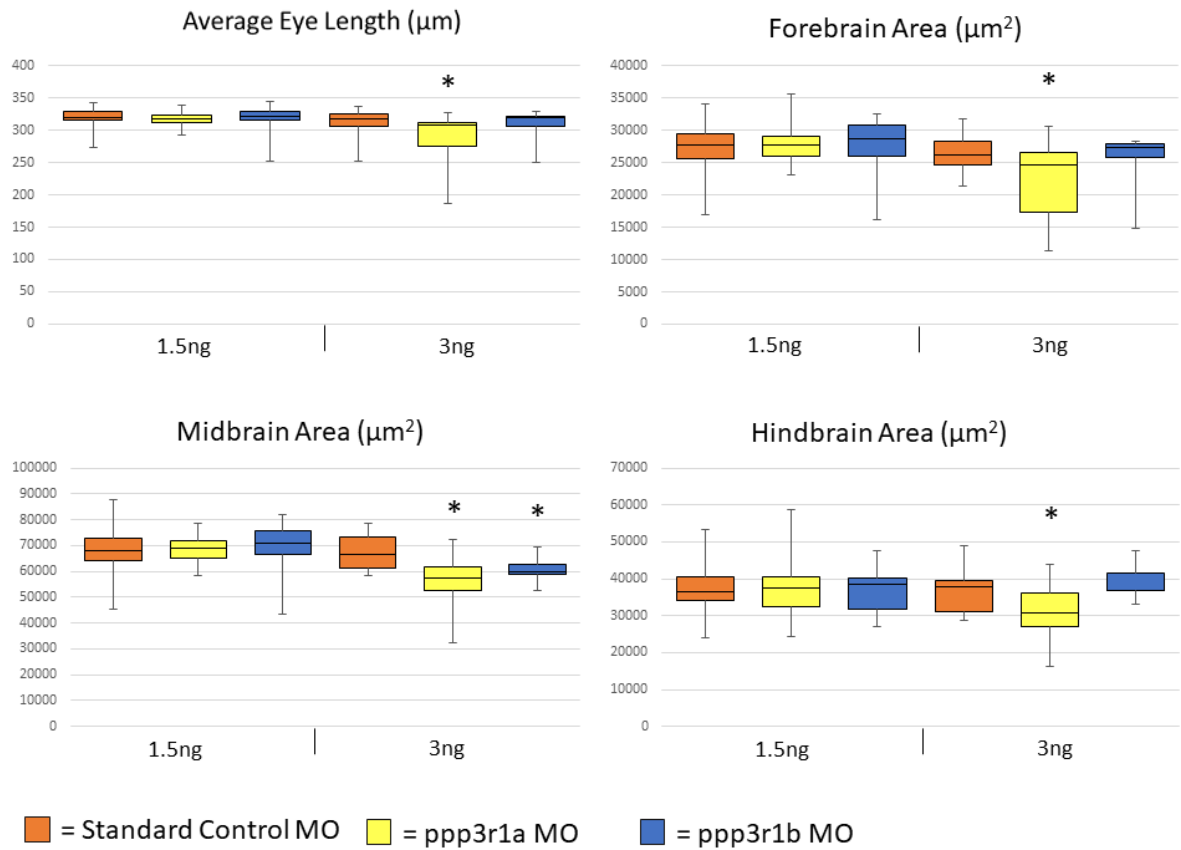 Average Eye Length (µm)
400
350
300
250
200
150
100
50
0
*
1.5ng
3ng
Forebrain Area (µm²)
40000
35000
30000
25000
20000
15000
10000
5000
0
*
1.5ng
3ng
Midbrain Area (µm²)
100000
90000
80000
70000
60000
50000
40000
30000
20000
10000
0
* *
1.5ng
3ng
Hindbrain Area (µm²)
70000
60000
50000
40000
30000
20000
10000
0
*
1.5ng
3ng
= Standard Control MO
= ppp3r1a MO
= ppp3r1b MO